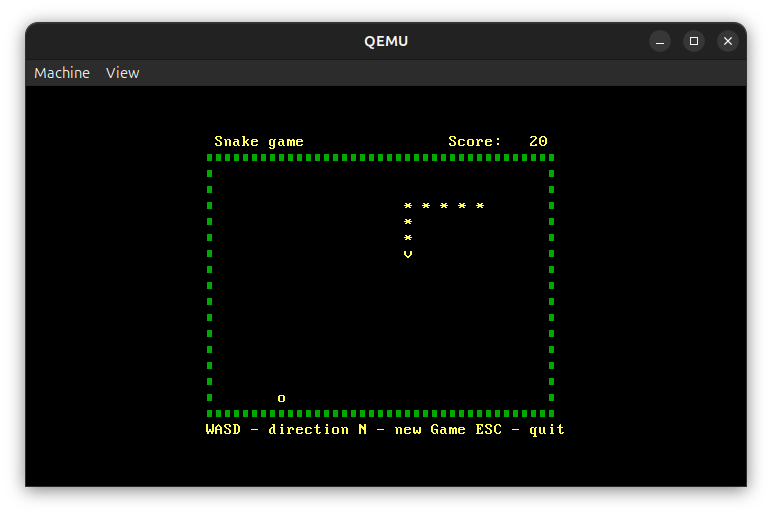 QEMU
Machine View
Snake game Score: 20
* * * * *
*
*
v
o
WASD - direction N - new Game ESC - quit